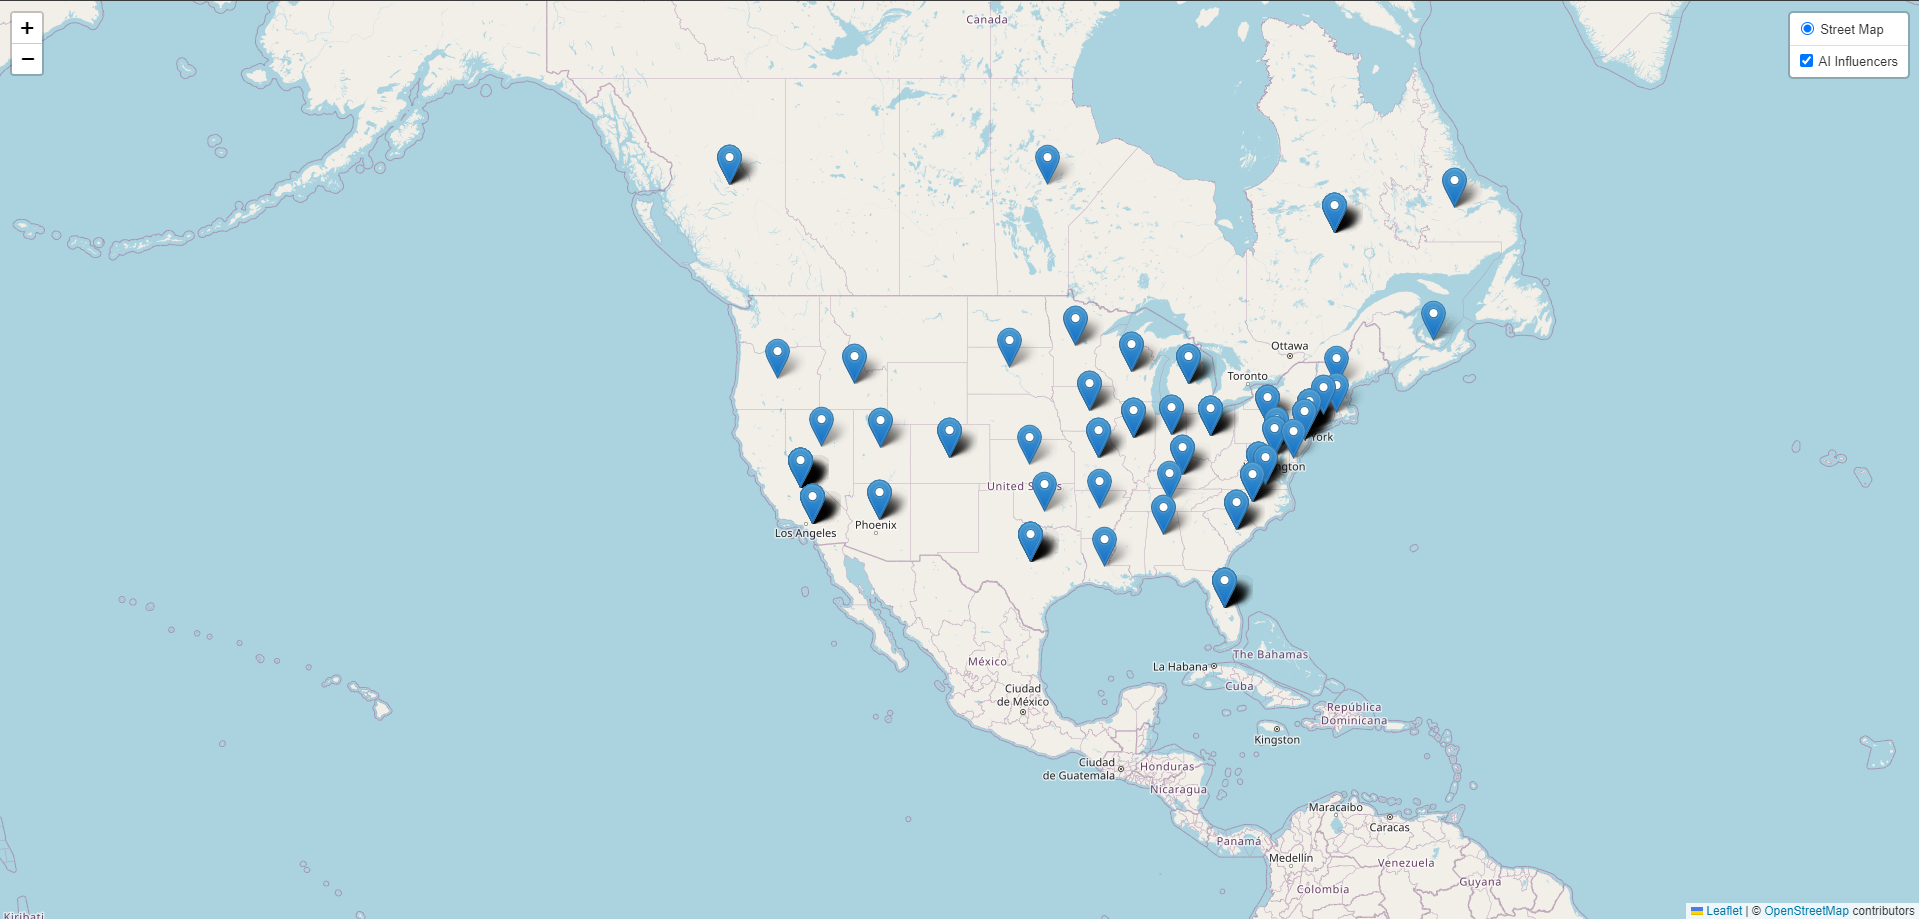 Canada
+
Street Map
−
AI Influencers
Ottawa
Toronto
York
ngton
United S
Phoenix
Los Angeles
The Bahamas
México
La Habana
Cuba
Ciudad
de México
República
Dominicana
Kingston
Ciudad
de Guatemala
Honduras
Nicaragua
Maracaibo
Caracas
Panamá
Medellín
Venezuela
Guyana
Colombia
Kiribati
Leaflet | © OpenStreetMap contributors